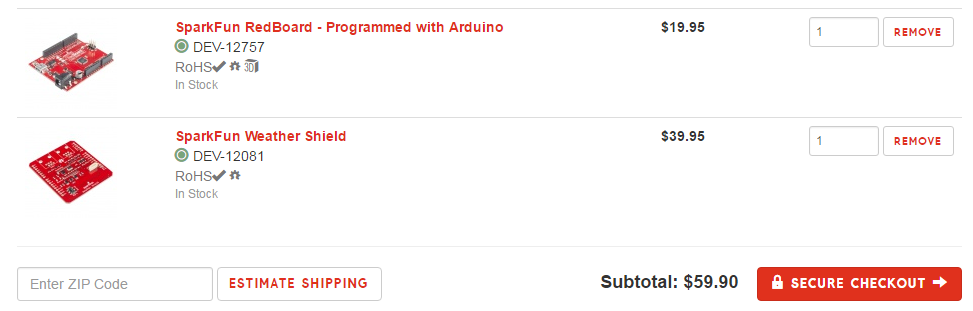 SparkFun RedBoard - Programmed with Arduino
$19.95
1
REMOVE
DEV-12757
RoHS✔ 3D
In Stock
SparkFun Weather Shield
$39.95
1
REMOVE
DEV-12081
RoHS✔
In Stock
Enter ZIP Code
ESTIMATE SHIPPING
Subtotal: $59.90
SECURE CHECKOUT